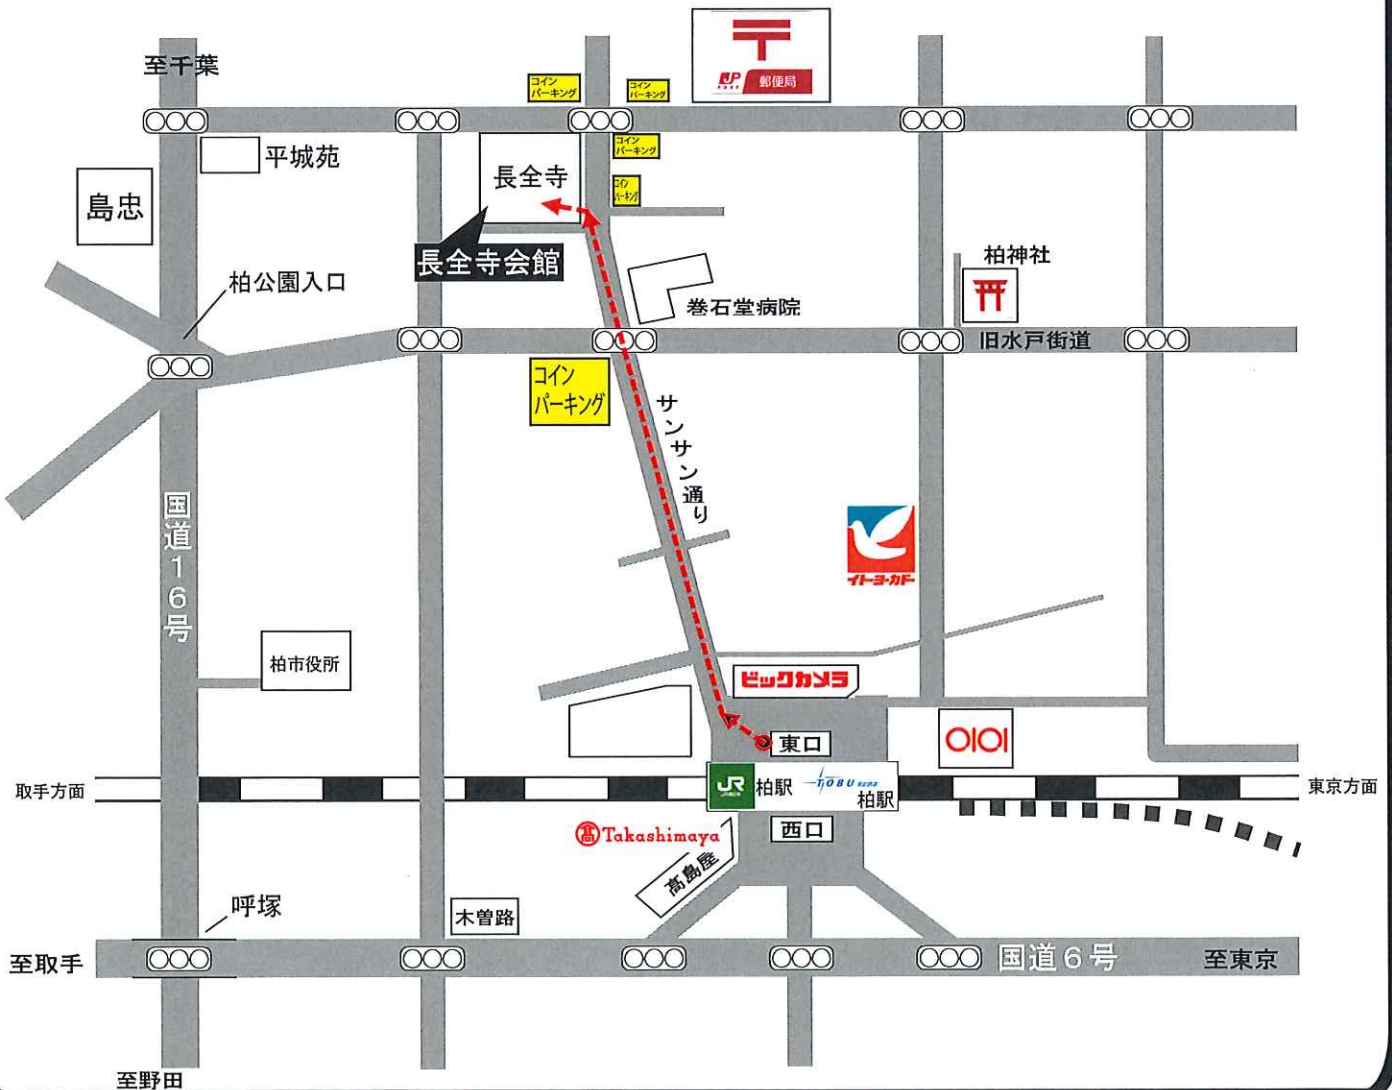 至千葉
コイン
パーキング
コイン
パーキング
JP
POST
郵便局
平城苑
島忠
長全寺
コイン
パーキング
コイン
パーキング
長全寺会館
柏公園入口
巻石堂病院
柏神社
旧水戸街道
コイン
パーキング
サンサン通り
国道16号
イトーヨーカドー
柏市役所
ビックカメラ
東口
OIOI
取手方面
JR
柏駅
TOBU
柏駅
東京方面
髙
Takashimaya
髙島屋
西口
呼塚
木曽路
至取手
国道6号
至東京
至野田